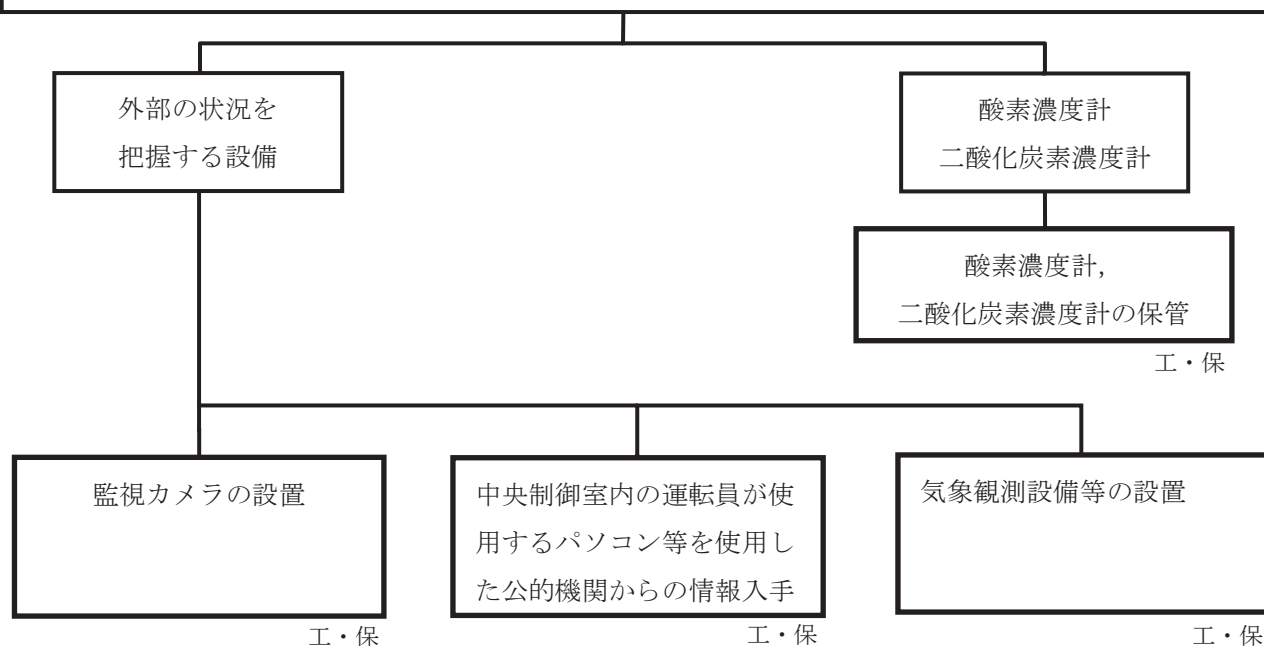 外部の状況を
把握する設備
酸素濃度計
二酸化炭素濃度計
酸素濃度計，
二酸化炭素濃度計の保管
工・保
監視カメラの設置
工・保
中央制御室内の運転員が使
用するパソコン等を使用し
た公的機関からの情報入手
工・保
気象観測設備等の設置
工・保